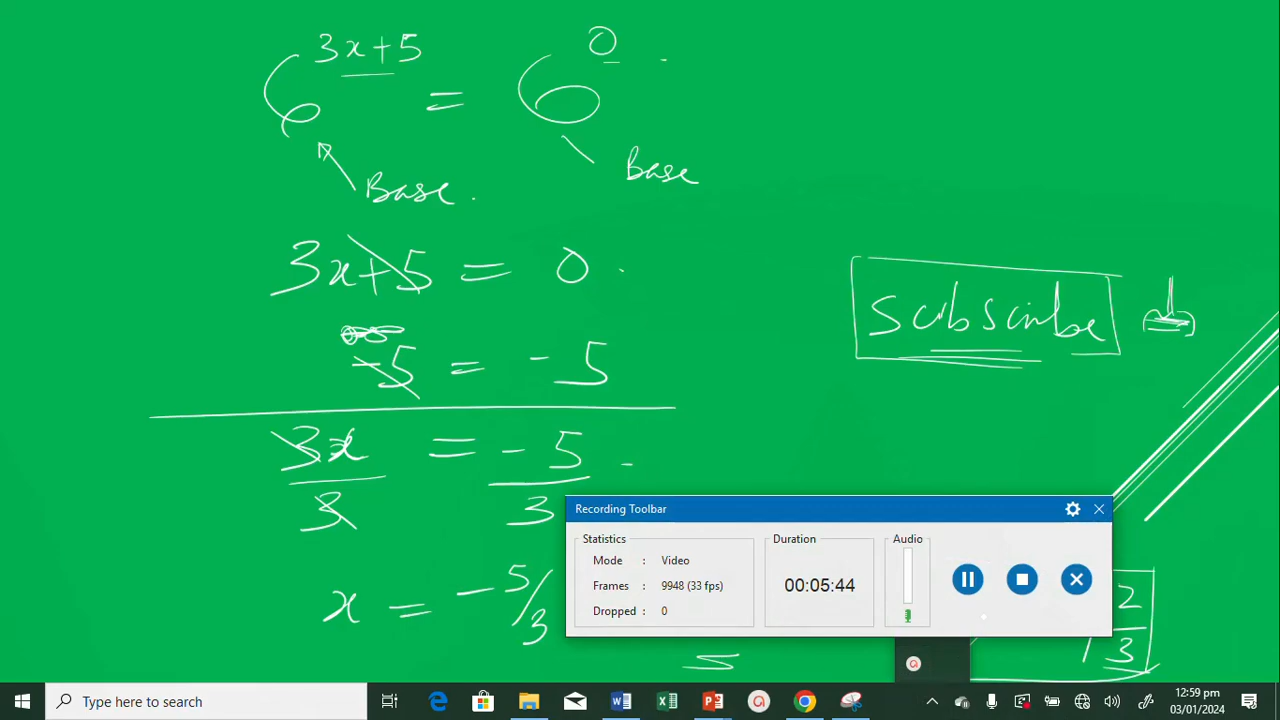 6^{3x+5} = 6^0 .
Base .
Base
3x+5 = 0 .
-5 = -5
3x = -5
3 3
x = -5/3
subscribe
2
3
Recording Toolbar
Statistics
Mode : Video
Frames : 9948 (33 fps)
Dropped : 0
Duration
00:05:44
Audio
Type here to search
12:59 pm
03/01/2024